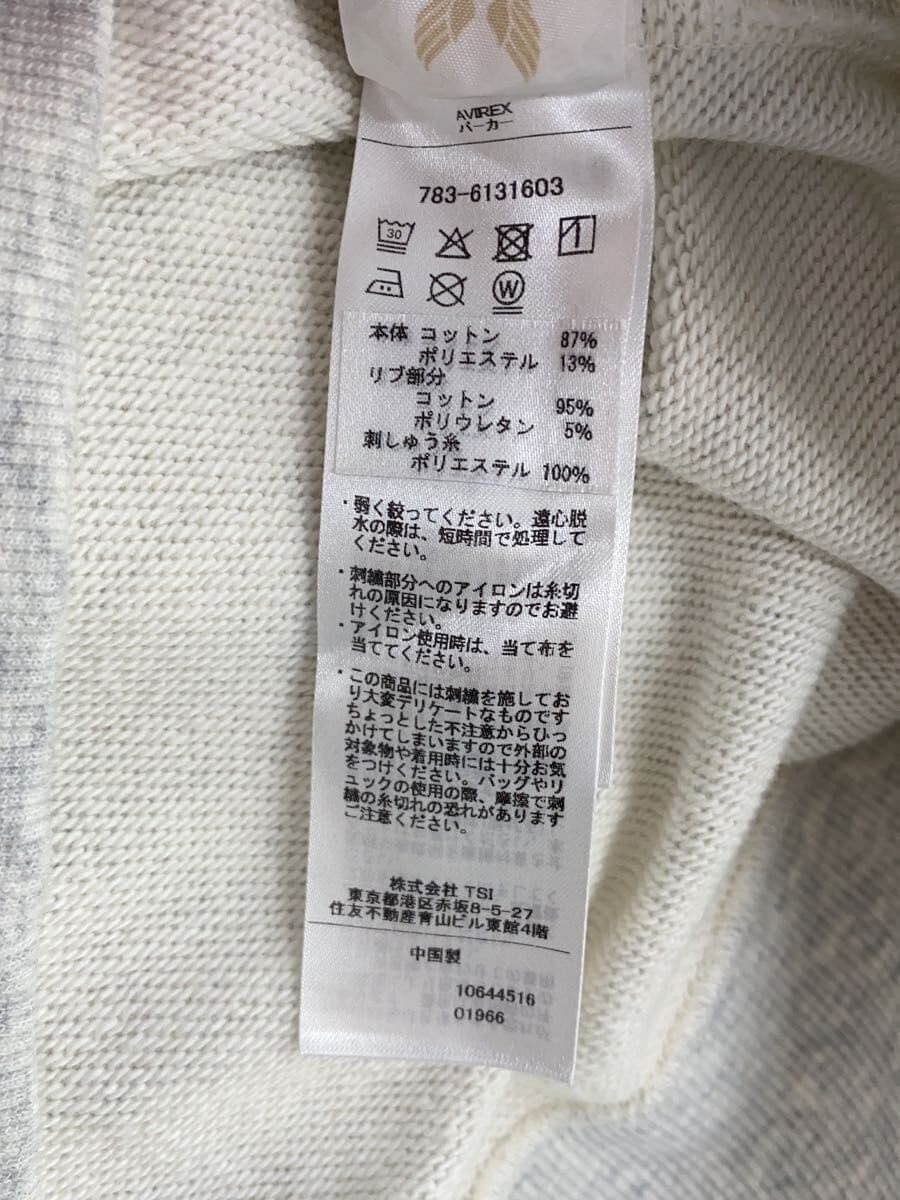 AVIREX
パーカー
783-6131603
30
W
本体 コットン 87%
ポリエステル 13%
リブ部分
コットン 95%
ポリウレタン 5%
刺しゅう糸
ポリエステル 100%
・弱く絞ってください。遠心脱
水の際は、短時間で処理して
ください。
・刺繍部分へのアイロンは糸切
れの原因になりますのでお避
けください。
・アイロン使用時は、当て布を
当ててください。
・この商品には刺繍を施してお
り大変デリケートなものです
ちょっとした不注意からひっ
かけてしまいますので外部の
対象物や着用時には十分お気
をつけください。バッグやリ
ュックの使用の際、摩擦で刺
繍の糸切れの恐れがあります
ご注意ください。
株式会社 TSI
東京都港区赤坂8-5-27
住友不動産青山ビル東館4階
中国製
10644516
01966